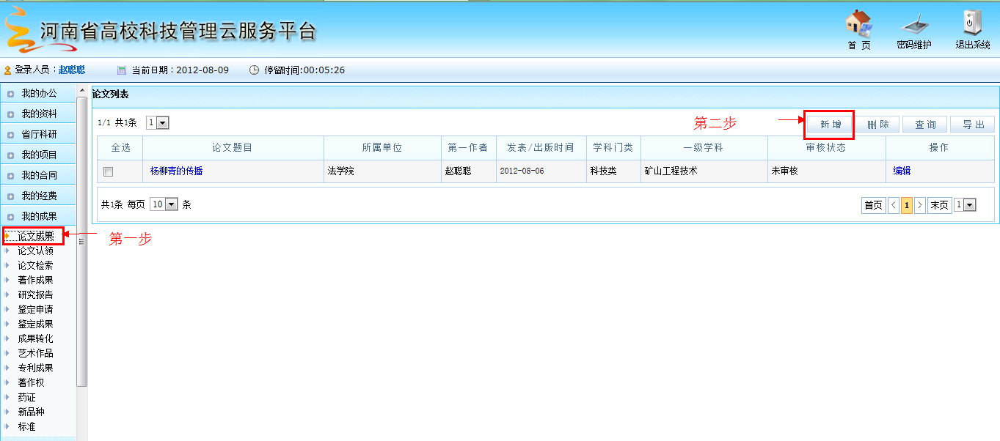 河南省高校科技管理云服务平台
首 页
密码维护
退出系统
登录人员：赵聪聪 当前日期：2012-08-09 停留时间:00:05:26
我的办公
我的资料
省厅科研
我的项目
我的合同
我的经费
我的成果
论文成果
论文认领
论文检索
著作成果
研究报告
鉴定申请
鉴定成果
成果转化
艺术作品
专利成果
著作权
药证
新品种
标准
第一步
论文列表
1/1 共1条 1
第二步
新 增 删 除 查 询 导 出
全选 论文题目 所属单位 第一作者 发表/出版时间 学科门类 一级学科 审核状态 操作
杨柳青的传播 法学院 赵聪聪 2012-08-06 科技类 矿山工程技术 未审核 编辑
共1条 每页 10 条 首页 < 1 > 末页 1